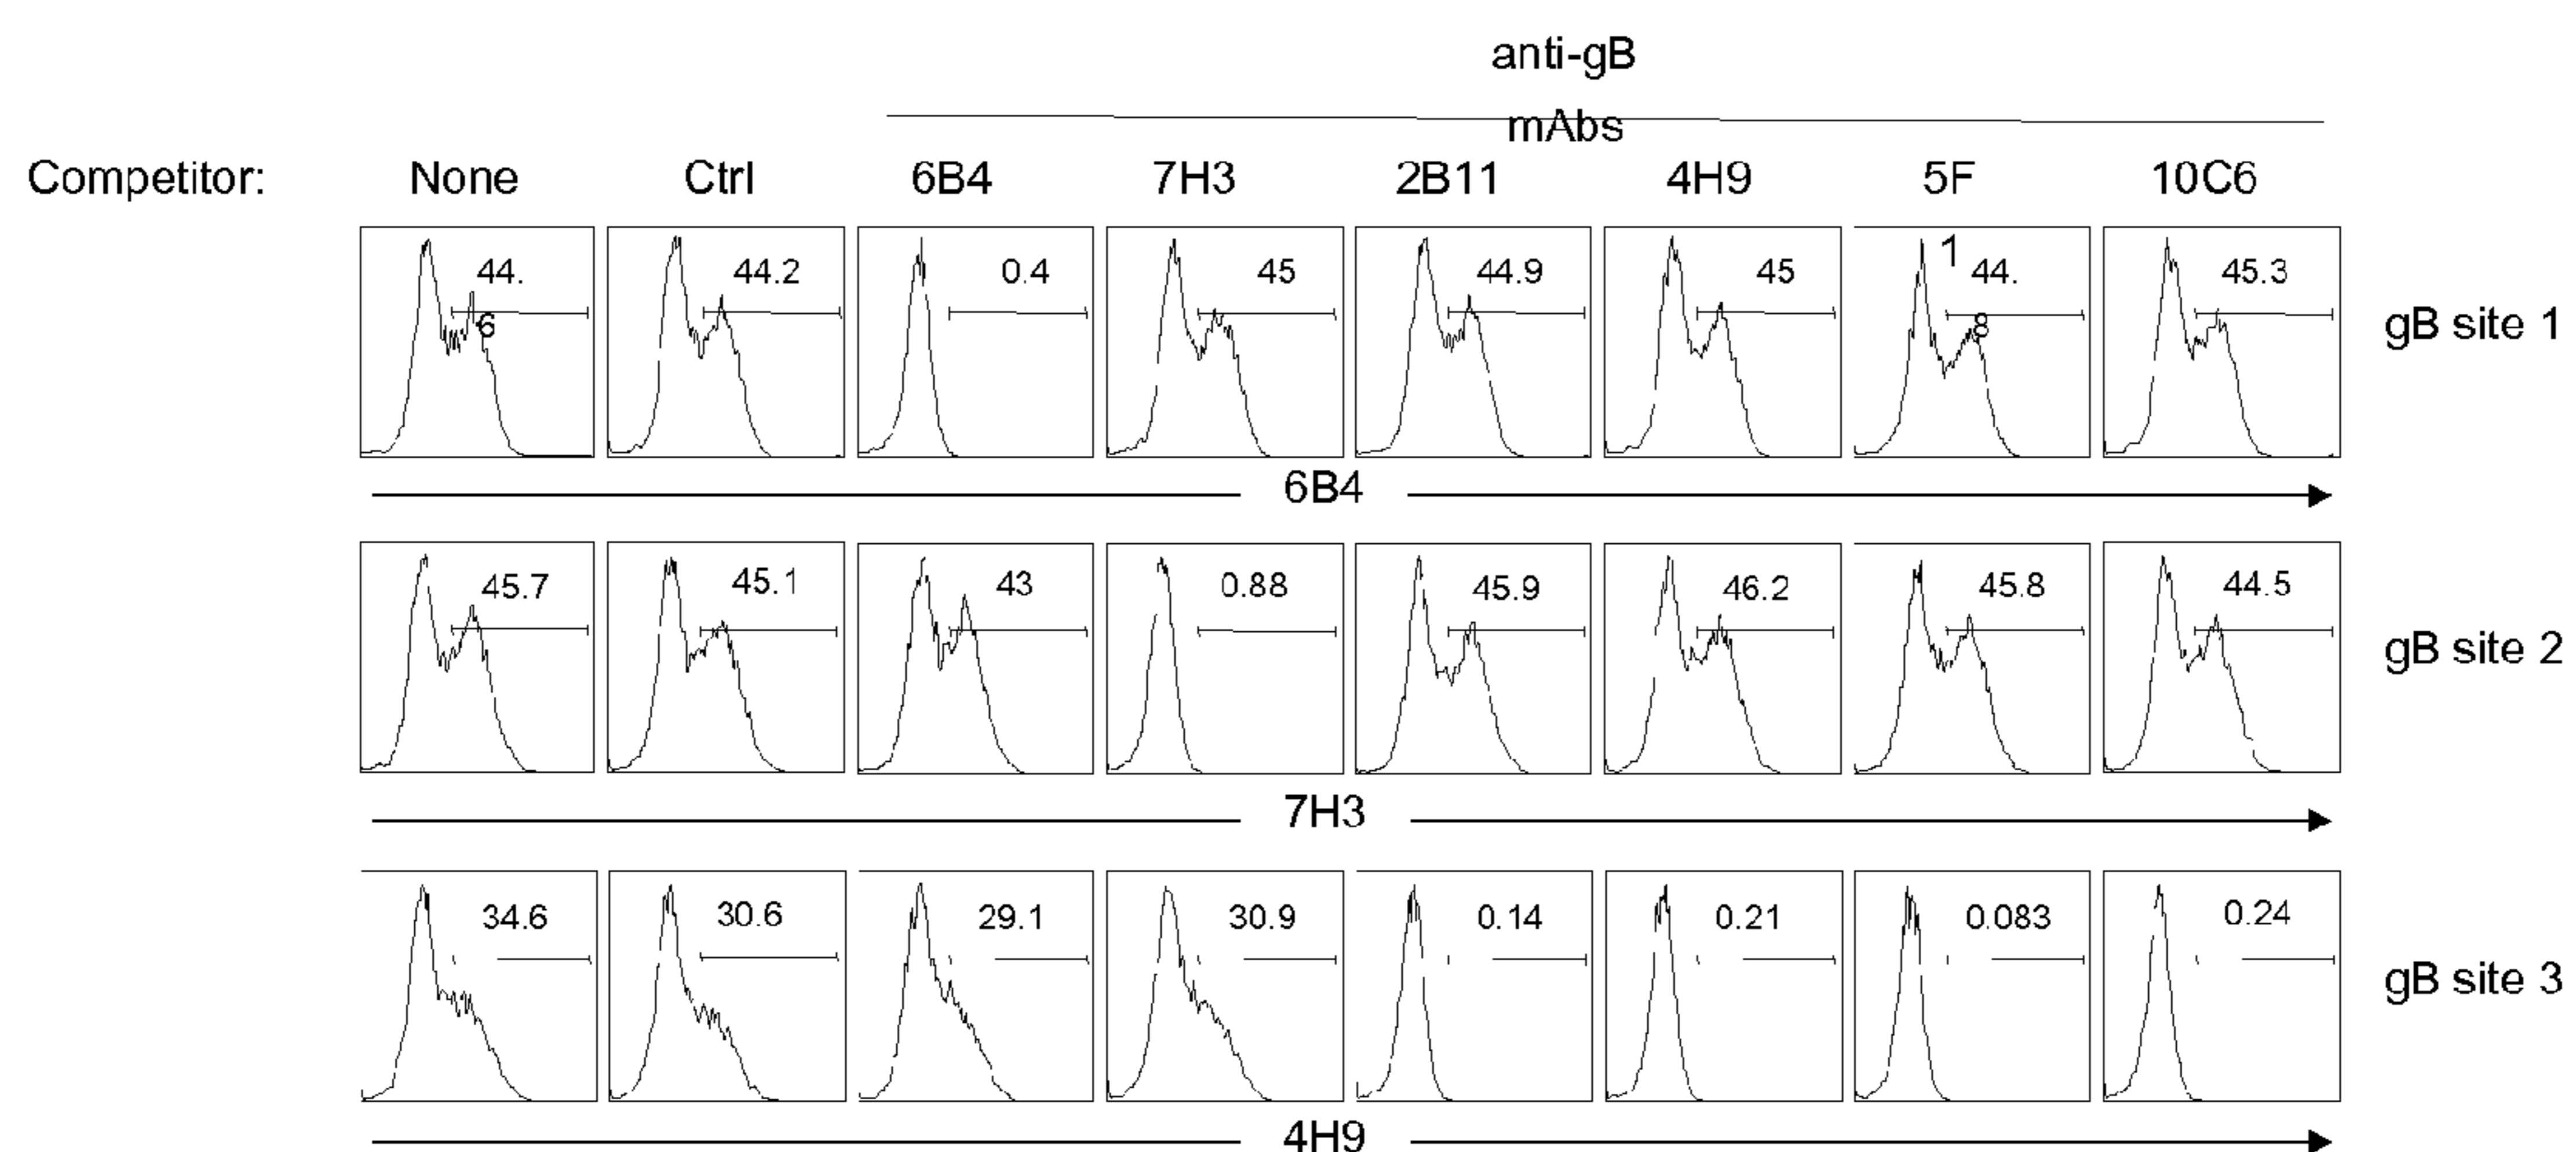 anti-gB
mAbs
Competitor: None Ctrl 6B4 7H3 2B11 4H9 5F 10C6
1
44. 44.2 0.4 45 44.9 45 44. 45.3
6 8
gB site 1
6B4
45.7 45.1 43 0.88 45.9 46.2 45.8 44.5
gB site 2
7H3
34.6 30.6 29.1 30.9 0.14 0.21 0.083 0.24
gB site 3
4H9